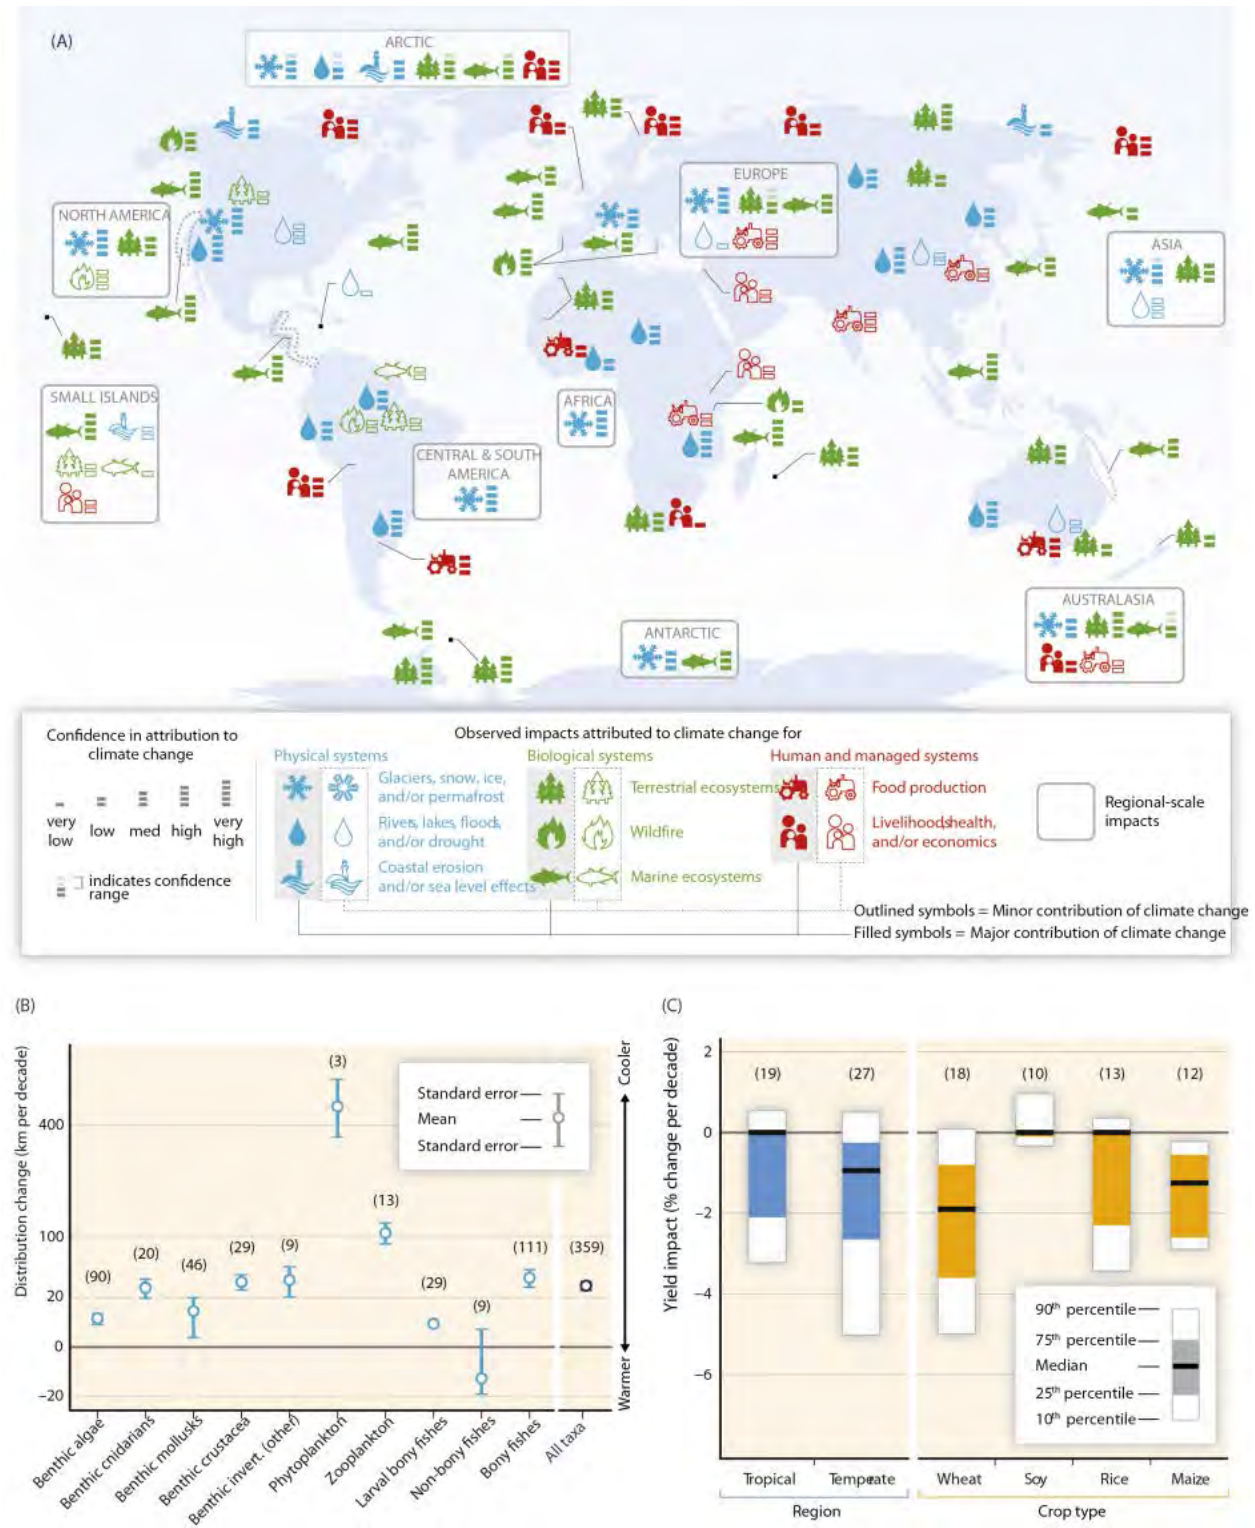 (A)
ARCTIC
EUROPE
NORTH AMERICA
ASIA
SMALL ISLANDS
AFRICA
CENTRAL & SOUTH
AMERICA
AUSTRALASIA
ANTARCTIC
Confidence in attribution to
climate change
very
low
low
med
high
very
high
indicates confidence
range
Observed impacts attributed to climate change for
Physical systems
Glaciers, snow, ice,
and/or permafrost
Rivers, lakes, floods,
and/or drought
Coastal erosion
and/or sea level effects
Biological systems
Terrestrial ecosystems
Wildfire
Marine ecosystems
Human and managed systems
Food production
Livelihoods, health,
and/or economics
Regional-scale
impacts
Outlined symbols = Minor contribution of climate change
Filled symbols = Major contribution of climate change
(B)
Distribution change (km per decade)
400
100
20
0
−20
(90)
(20)
(46)
(29)
(9)
(3)
(13)
(29)
(9)
(111)
(359)
Standard error
Mean
Standard error
Cooler
Warmer
Benthic algae
Benthic cnidarians
Benthic mollusks
Benthic crustacea
Benthic invert. (other)
Phytoplankton
Zooplankton
Larval bony fishes
Non-bony fishes
Bony fishes
All taxa
(C)
Yield impact (% change per decade)
2
0
−2
−4
−6
(19)
(27)
(18)
(10)
(13)
(12)
90th percentile
75th percentile
Median
25th percentile
10th percentile
Tropical
Temperate
Wheat
Soy
Rice
Maize
Region
Crop type